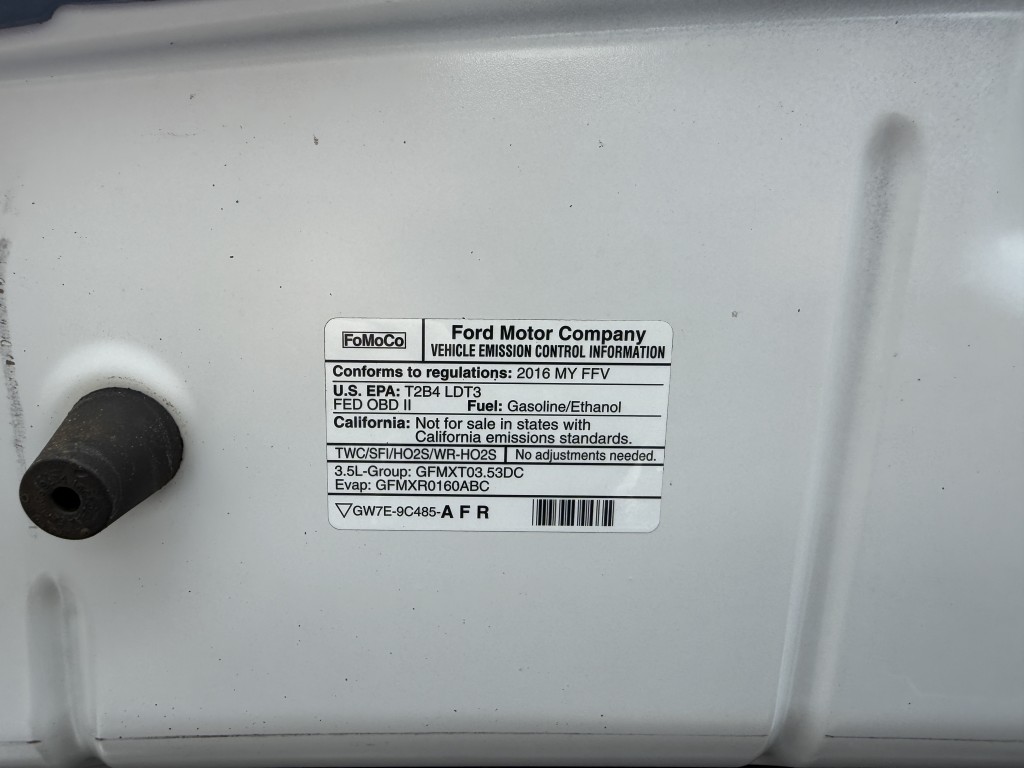 FoMoCo
Ford Motor Company
VEHICLE EMISSION CONTROL INFORMATION
Conforms to regulations: 2016 MY FFV
U.S. EPA: T2B4 LDT3
FED OBD II Fuel: Gasoline/Ethanol
California: Not for sale in states with
California emissions standards.
TWC/SFI/HO2S/WR-HO2S No adjustments needed.
3.5L-Group: GFMXT03.53DC
Evap: GFMXR0160ABC
GW7E-9C485-A F R